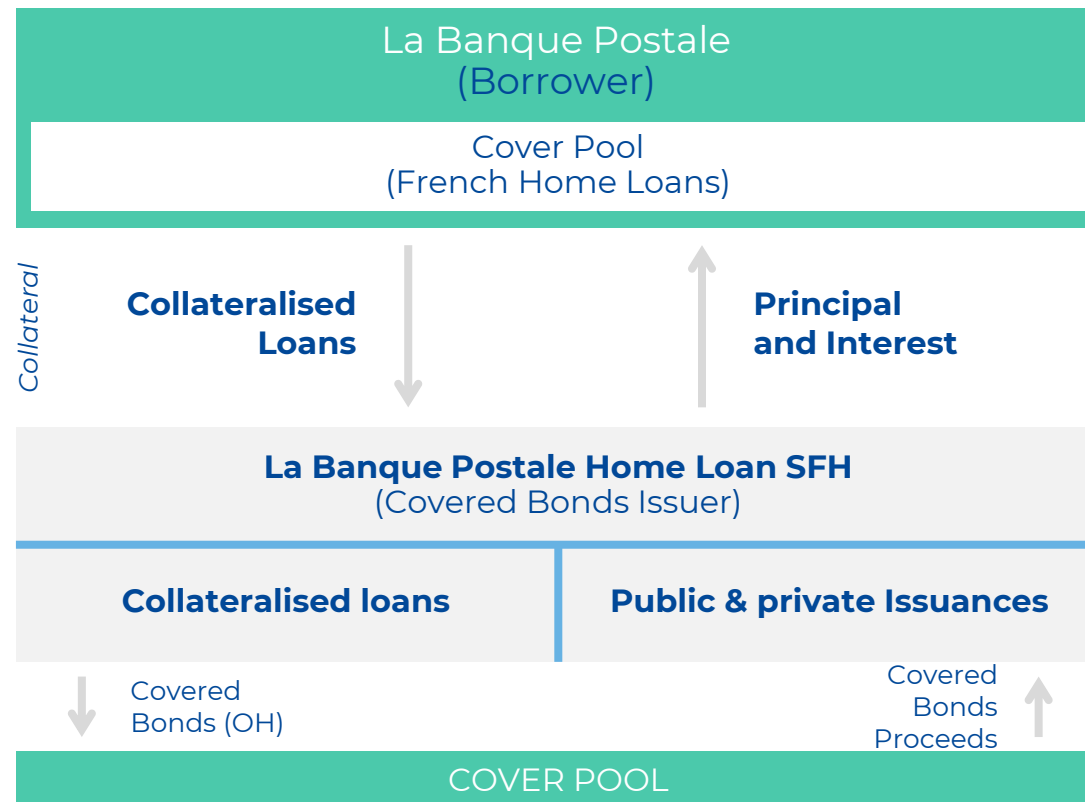 La Banque Postale
(Borrower)
Cover Pool
(French Home Loans)
Collateral
Collateralised
Loans
Principal
and Interest
La Banque Postale Home Loan SFH
(Covered Bonds Issuer)
Collateralised loans
Public & private Issuances
Covered
Bonds (OH)
Covered
Bonds
Proceeds
COVER POOL